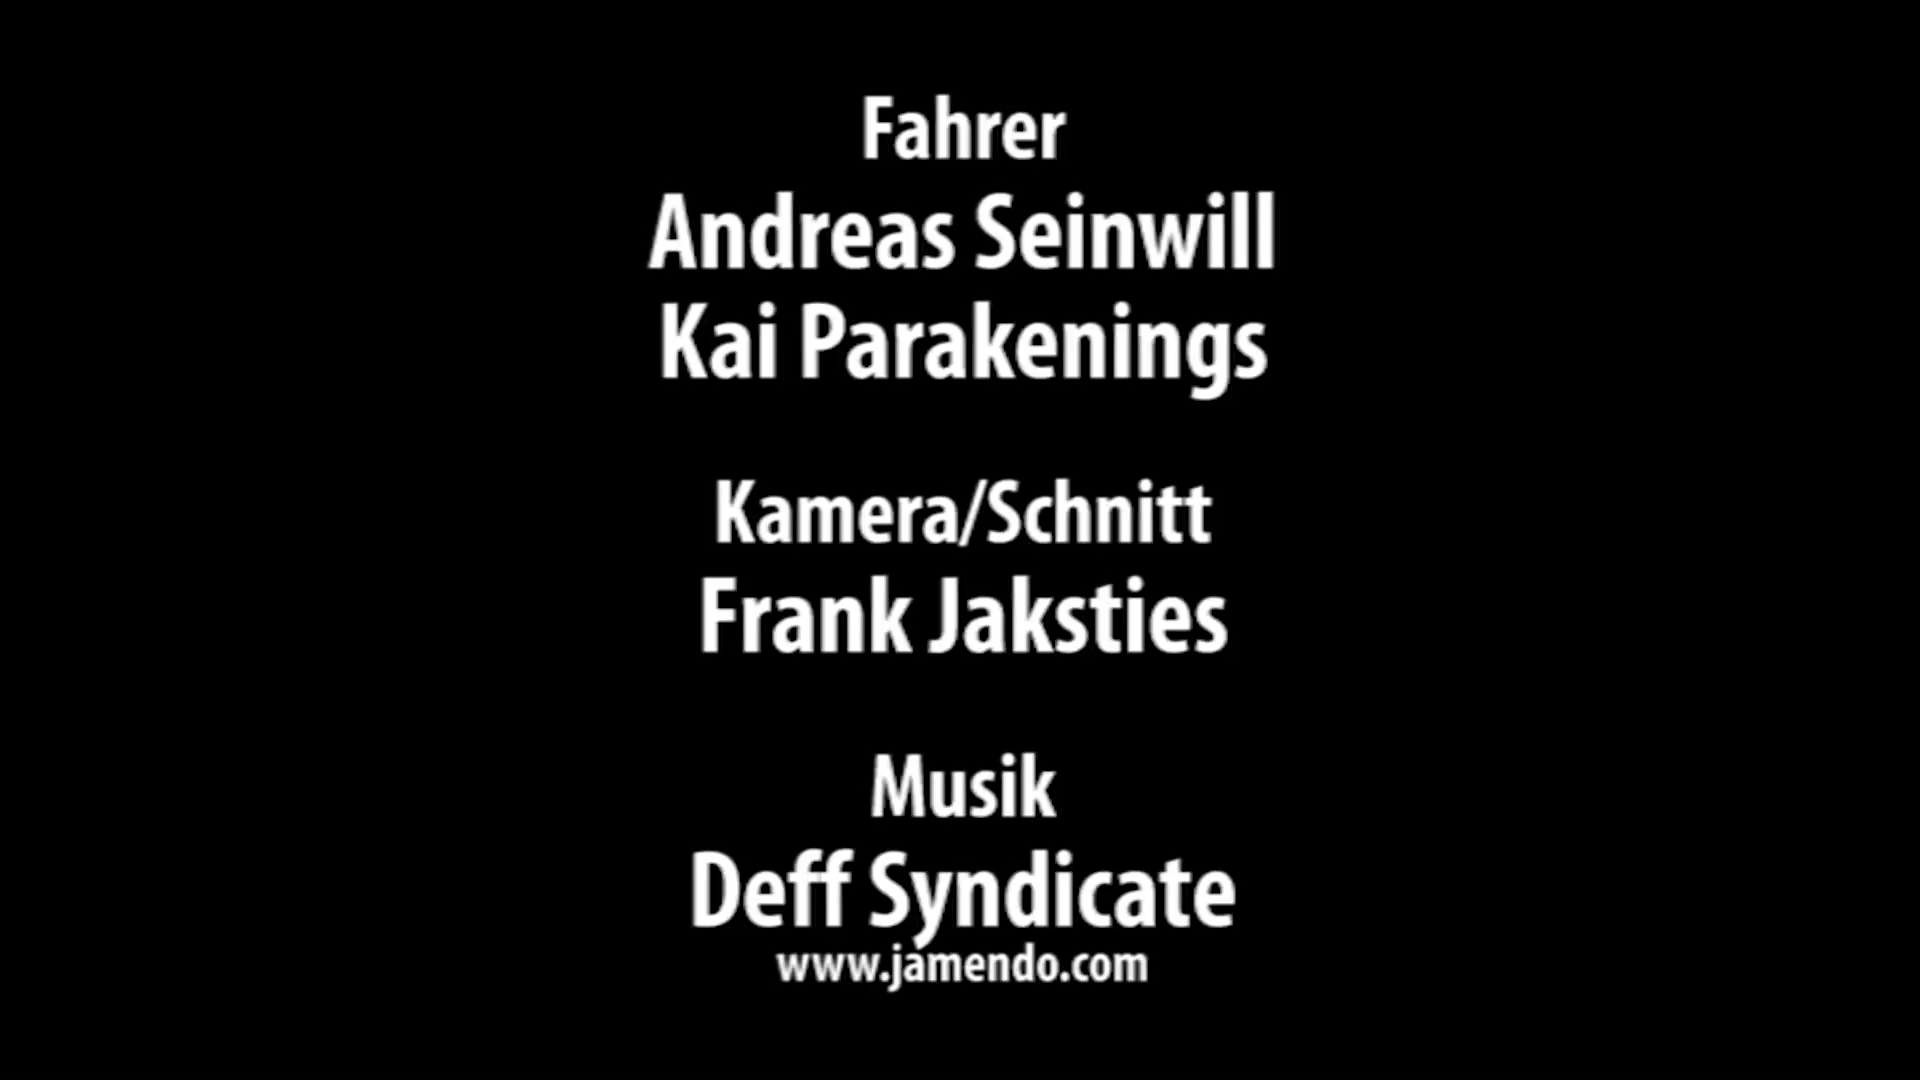 Fahrer
Andreas Seinwill
Kai Parakenings
Kamera/Schnitt
Frank Jaksties
Musik
Deff Syndicate
www.jamendo.com